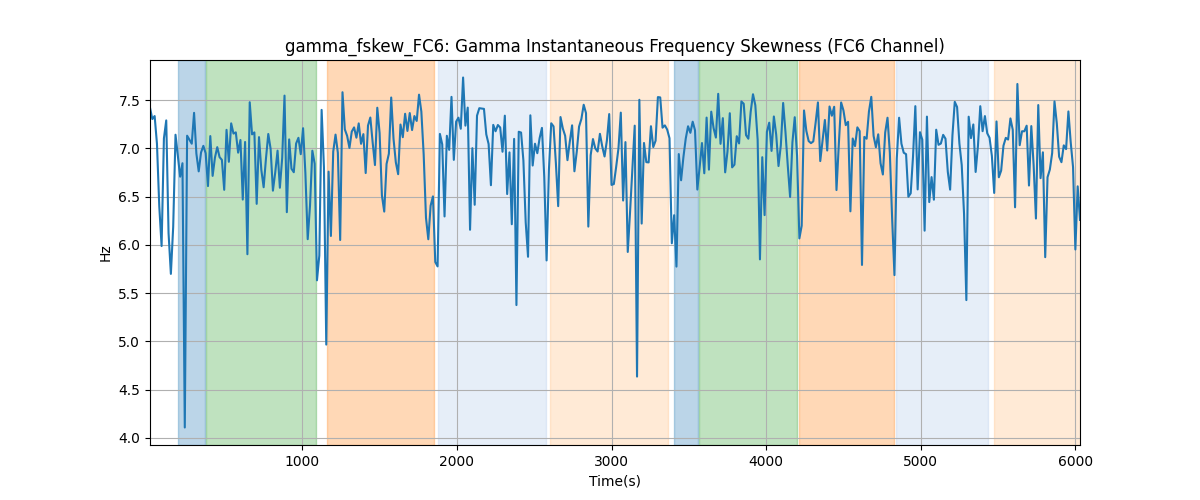 gamma_fskew_FC6: Gamma Instantaneous Frequency Skewness (FC6 Channel)
7.5
7.0
6.5
6.0
5.5
5.0
4.5
4.0
Hz
1000 2000 3000 4000 5000 6000
Time(s)